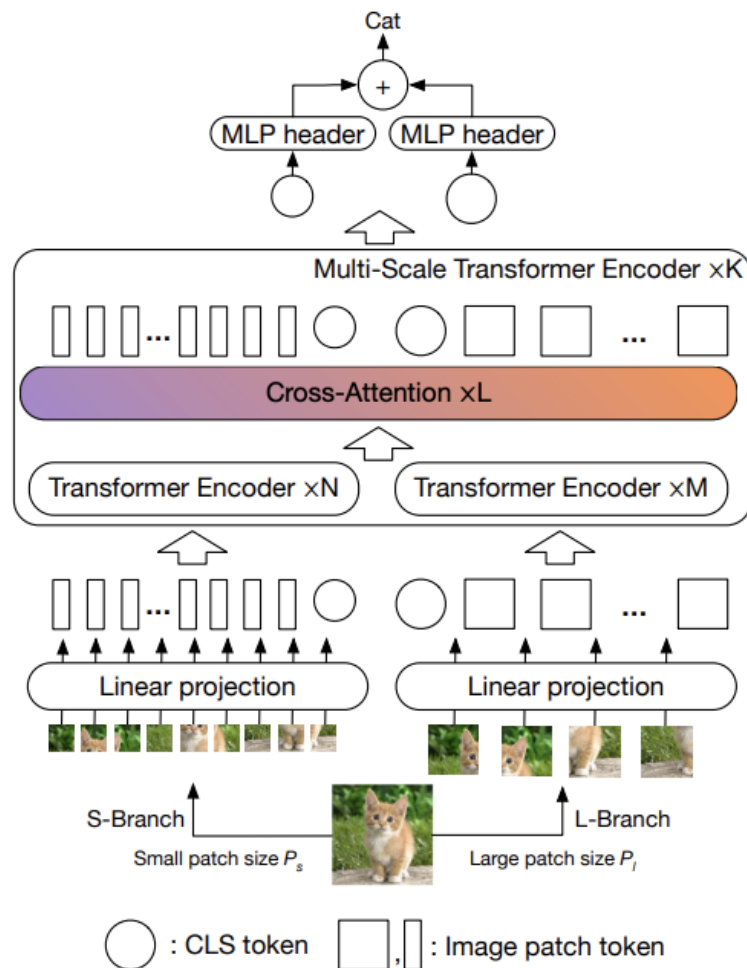 Cat
+
MLP header
MLP header
Multi-Scale Transformer Encoder ×K
...
...
Cross-Attention ×L
Transformer Encoder ×N
Transformer Encoder ×M
...
...
Linear projection
Linear projection
S-Branch
L-Branch
Small patch size Ps
Large patch size Pl
: CLS token
, : Image patch token